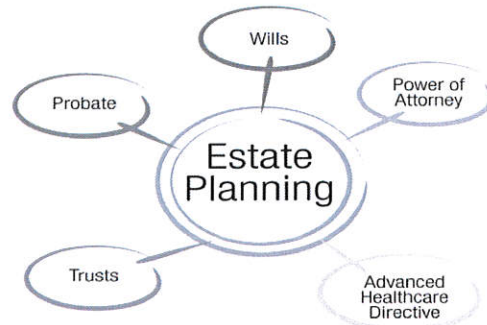 Wills
Power of
Attorney
Probate
Estate
Planning
Trusts
Advanced
Healthcare
Directive